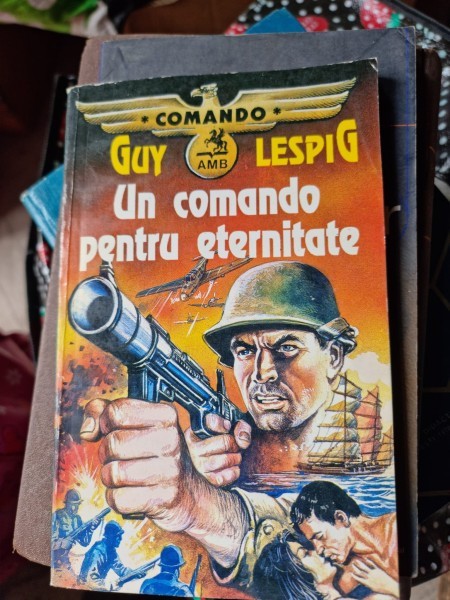 * COMANDO *
AMB
GUY LESPIG
Un comando
pentru eternitate